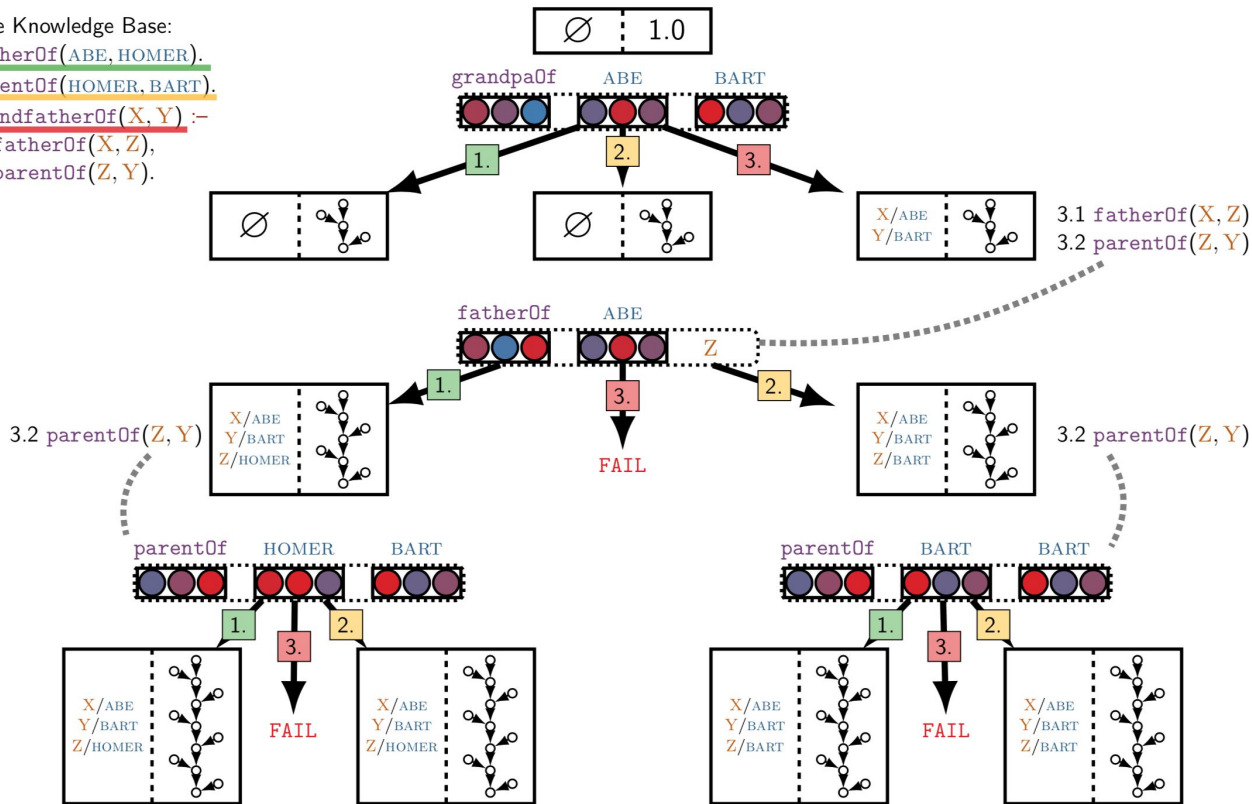 e Knowledge Base:
herOf(ABE, HOMER).
entOf(HOMER, BART).
ndfatherOf(X, Y) :–
fatherOf(X, Z),
parentOf(Z, Y).
∅ 1.0
grandpaOf ABE BART
1. 2. 3.
∅ ∅ X/ABE
Y/BART
3.1 fatherOf(X, Z)
3.2 parentOf(Z, Y)
fatherOf ABE
Z
1. 3. 2.
X/ABE
Y/BART
Z/HOMER
3.2 parentOf(Z, Y)
FAIL
X/ABE
Y/BART
Z/BART
3.2 parentOf(Z, Y)
parentOf HOMER BART
1. 3. 2.
X/ABE
Y/BART
Z/HOMER
FAIL
X/ABE
Y/BART
Z/HOMER
parentOf BART BART
1. 3. 2.
X/ABE
Y/BART
Z/BART
FAIL
X/ABE
Y/BART
Z/BART